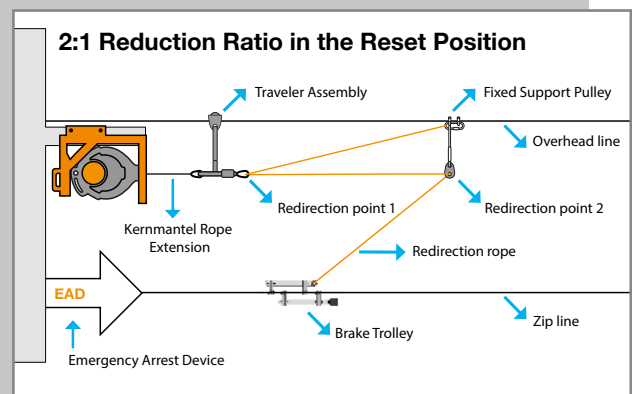 2:1 Reduction Ratio in the Reset Position
Traveler Assembly
Fixed Support Pulley
Overhead line
Redirection point 1
Redirection point 2
Kernmantel Rope
Extension
Redirection rope
EAD
Zip line
Brake Trolley
Emergency Arrest Device